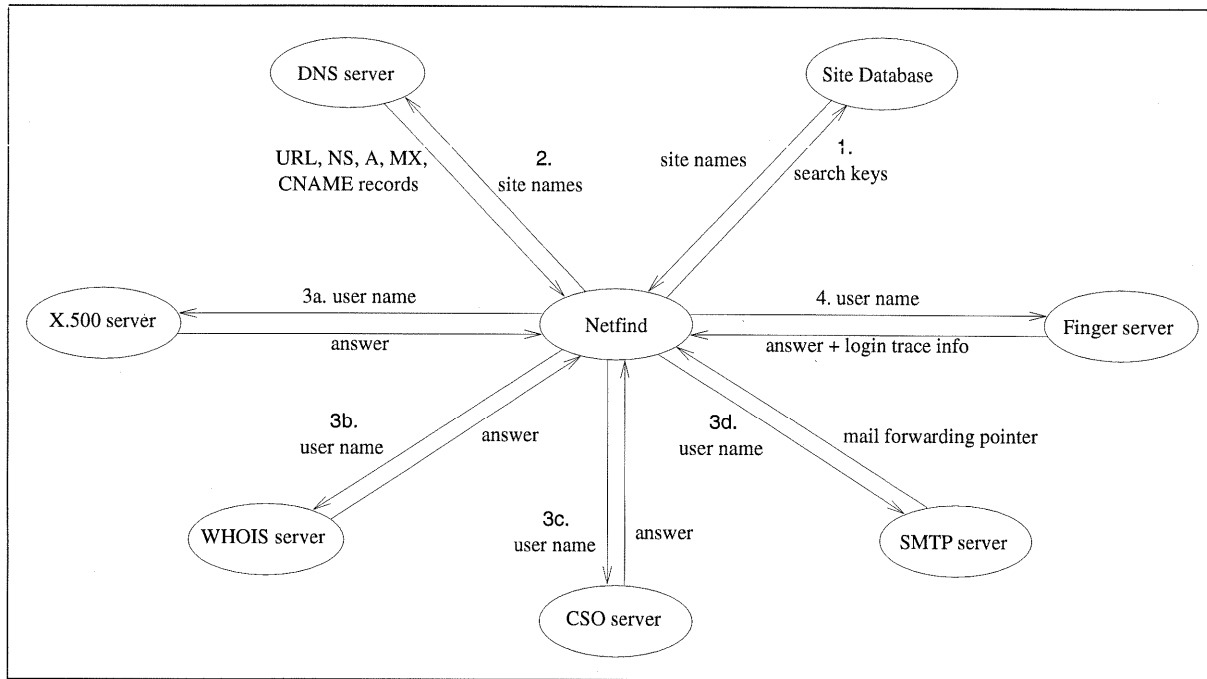 DNS server
Site Database
URL, NS, A, MX,
CNAME records
2.
site names
site names
1.
search keys
3a. user name
X.500 server
answer
Netfind
4. user name
answer + login trace info
Finger server
3b.
user name
answer
WHOIS server
3c.
user name
answer
CSO server
3d.
user name
mail forwarding pointer
SMTP server